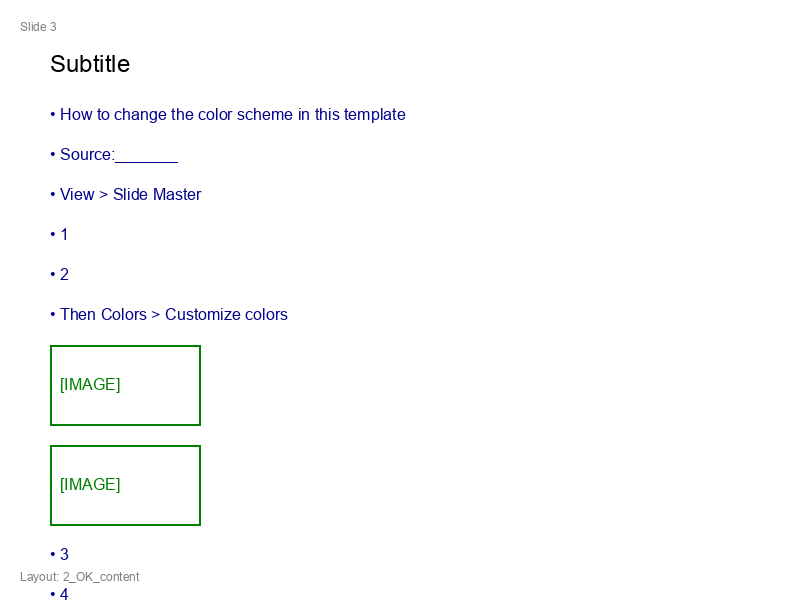 Slide 3
Subtitle
• How to change the color scheme in this template
• Source:_______
• View > Slide Master
• 1
• 2
• Then Colors > Customize colors
[IMAGE]
[IMAGE]
• 3
Layout: 2_OK_content
• 4